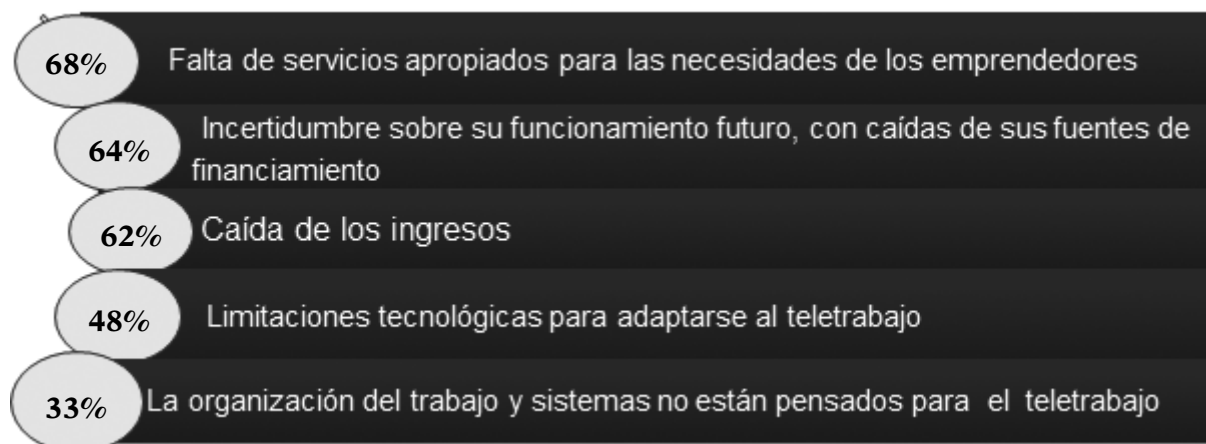 68% Falta de servicios apropiados para las necesidades de los emprendedores
64% Incertidumbre sobre su funcionamiento futuro, con caídas de sus fuentes de
financiamiento
62% Caída de los ingresos
48% Limitaciones tecnológicas para adaptarse al teletrabajo
33% La organización del trabajo y sistemas no están pensados para el teletrabajo